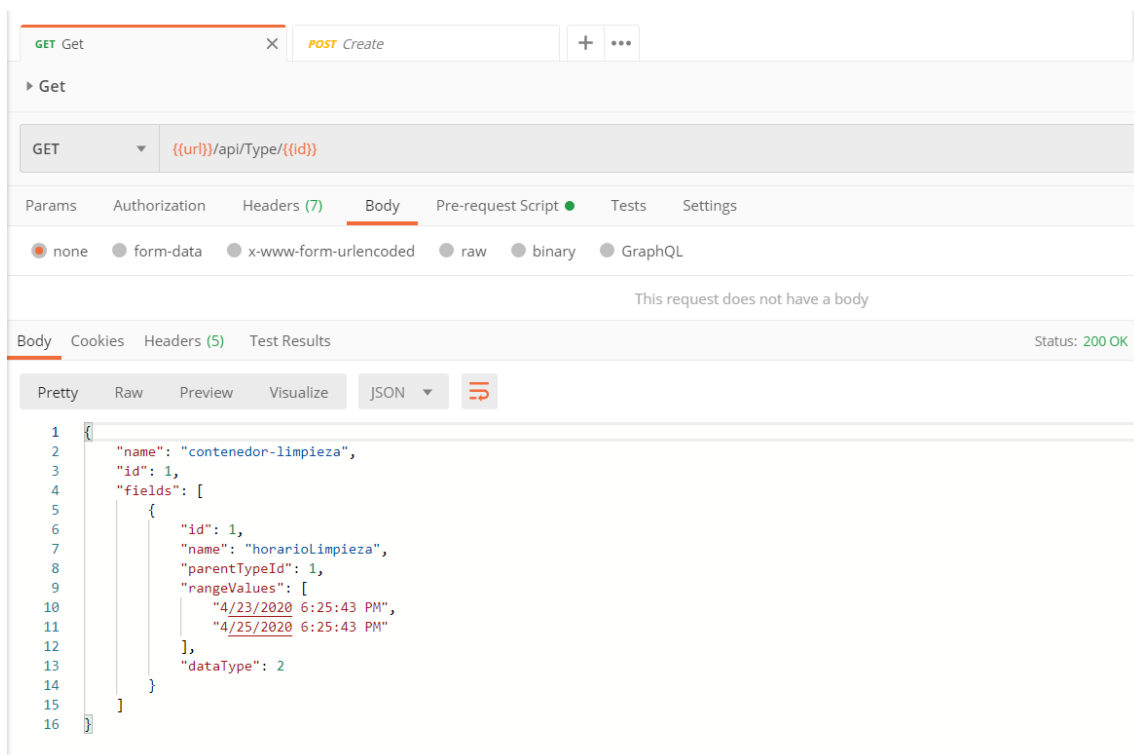 GET Get POST Create
Get
GET {{url}}/api/Type/{{id}}
Params Authorization Headers (7) Body Pre-request Script Tests Settings
none form-data x-www-form-urlencoded raw binary GraphQL
This request does not have a body
Body Cookies Headers (5) Test Results Status: 200 OK
Pretty Raw Preview Visualize JSON
1 {
2 "name": "contenedor-limpieza",
3 "id": 1,
4 "fields": [
5 {
6 "id": 1,
7 "name": "horarioLimpieza",
8 "parentTypeId": 1,
9 "rangeValues": [
10 "4/23/2020 6:25:43 PM",
11 "4/25/2020 6:25:43 PM"
12 ],
13 "dataType": 2
14 }
15 ]
16 }